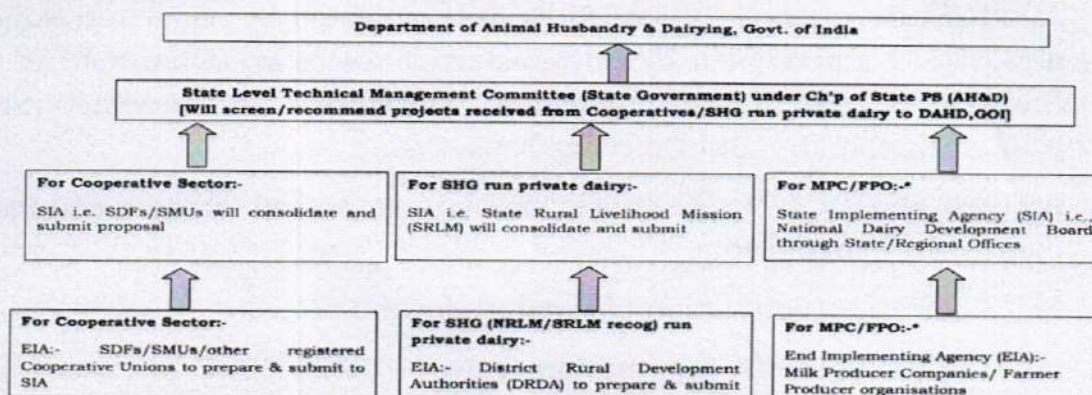 Department of Animal Husbandry & Dairying, Govt. of India
State Level Technical Management Committee (State Government) under Ch'p of State PS (AH&D)
[Will screen/recommend projects received from Cooperatives/SHG run private dairy to DAHD,GOI]
For Cooperative Sector:-
SIA i.e. SDFs/SMUs will consolidate and
submit proposal
For SHG run private dairy:-
SIA i.e. State Rural Livelihood Mission
(SRLM) will consolidate and submit
For MPC/FPO:-*
State Implementing Agency (SIA) i.e.,
National Dairy Development Board
through State/Regional Offices
For Cooperative Sector:-
EIA:- SDFs/SMUs/other registered
Cooperative Unions to prepare & submit to
SIA
For SHG (NRLM/SRLM recog) run
private dairy:-
EIA:- District Rural Development
Authorities (DRDA) to prepare & submit
For MPC/FPO:-*
End Implementing Agency (EIA):-
Milk Producer Companies/ Farmer
Producer organisations